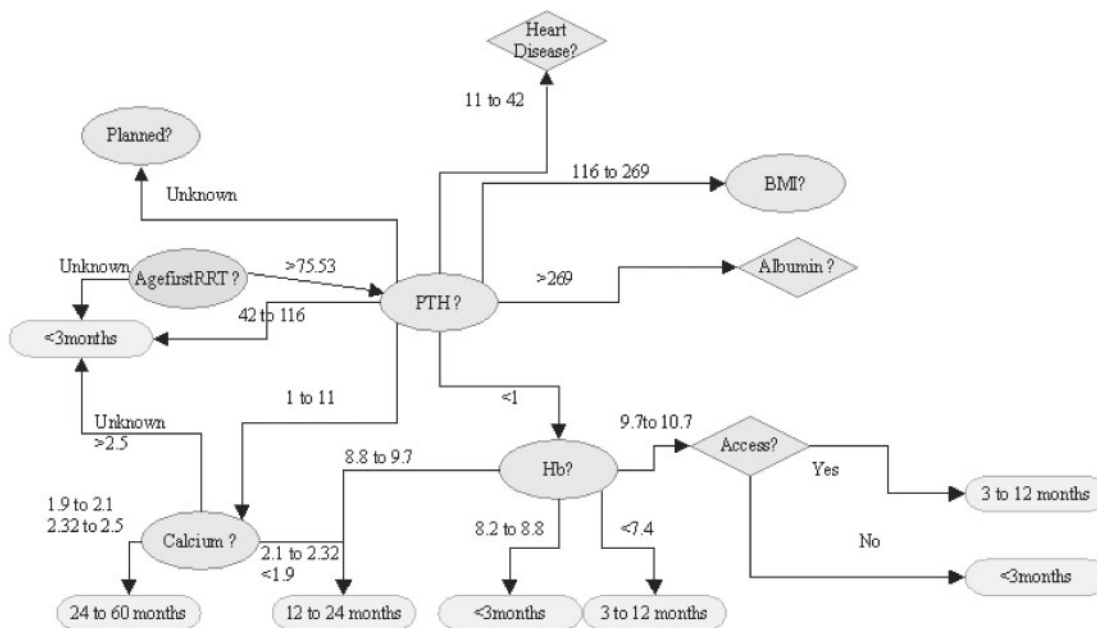 Heart
Disease?
11 to 42
Planned?
116 to 269
BMI?
Unknown
Unknown
>75.53
AgefirstRRT ?
>269
Albumin ?
PTH ?
42 to 116
<3months
1 to 11
<1
Unknown
>2.5
9.7to 10.7
Access?
8.8 to 9.7
Hb?
Yes
3 to 12 months
1.9 to 2.1
2.32 to 2.5
Calcium ?
2.1 to 2.32
<1.9
8.2 to 8.8
<7.4
No
<3months
24 to 60 months
12 to 24 months
<3months
3 to 12 months